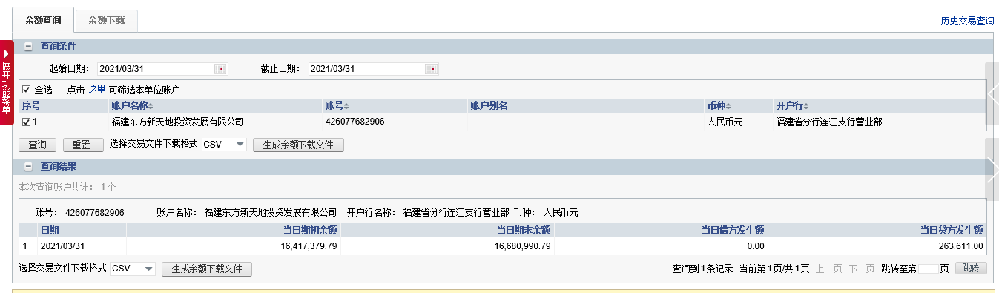 余额查询 余额下载
历史交易查询
查询条件
起始日期： 2021/03/31 截止日期： 2021/03/31
全选 点击 这里 可筛选本单位账户
序号 账户名称 账号 账户别名 币种 开户行
1 福建东方新天地投资发展有限公司 426077682906 人民币元 福建省分行连江支行营业部
查询 重置 选择交易文件下载格式 CSV 生成余额下载文件
查询结果
本次查询账户共计： 1 个
账号： 426077682906 账户名称： 福建东方新天地投资发展有限公司 开户行名称： 福建省分行连江支行营业部 币种： 人民币元
日期 当日期初余额 当日期末余额 当日借方发生额 当日贷方发生额
1 2021/03/31 16,417,379.79 16,680,990.79 0.00 263,611.00
选择交易文件下载格式 CSV 生成余额下载文件 查询到1条记录 当前第1页/共1页 上一页 下一页 跳转至第 页 跳转
展开功能菜单